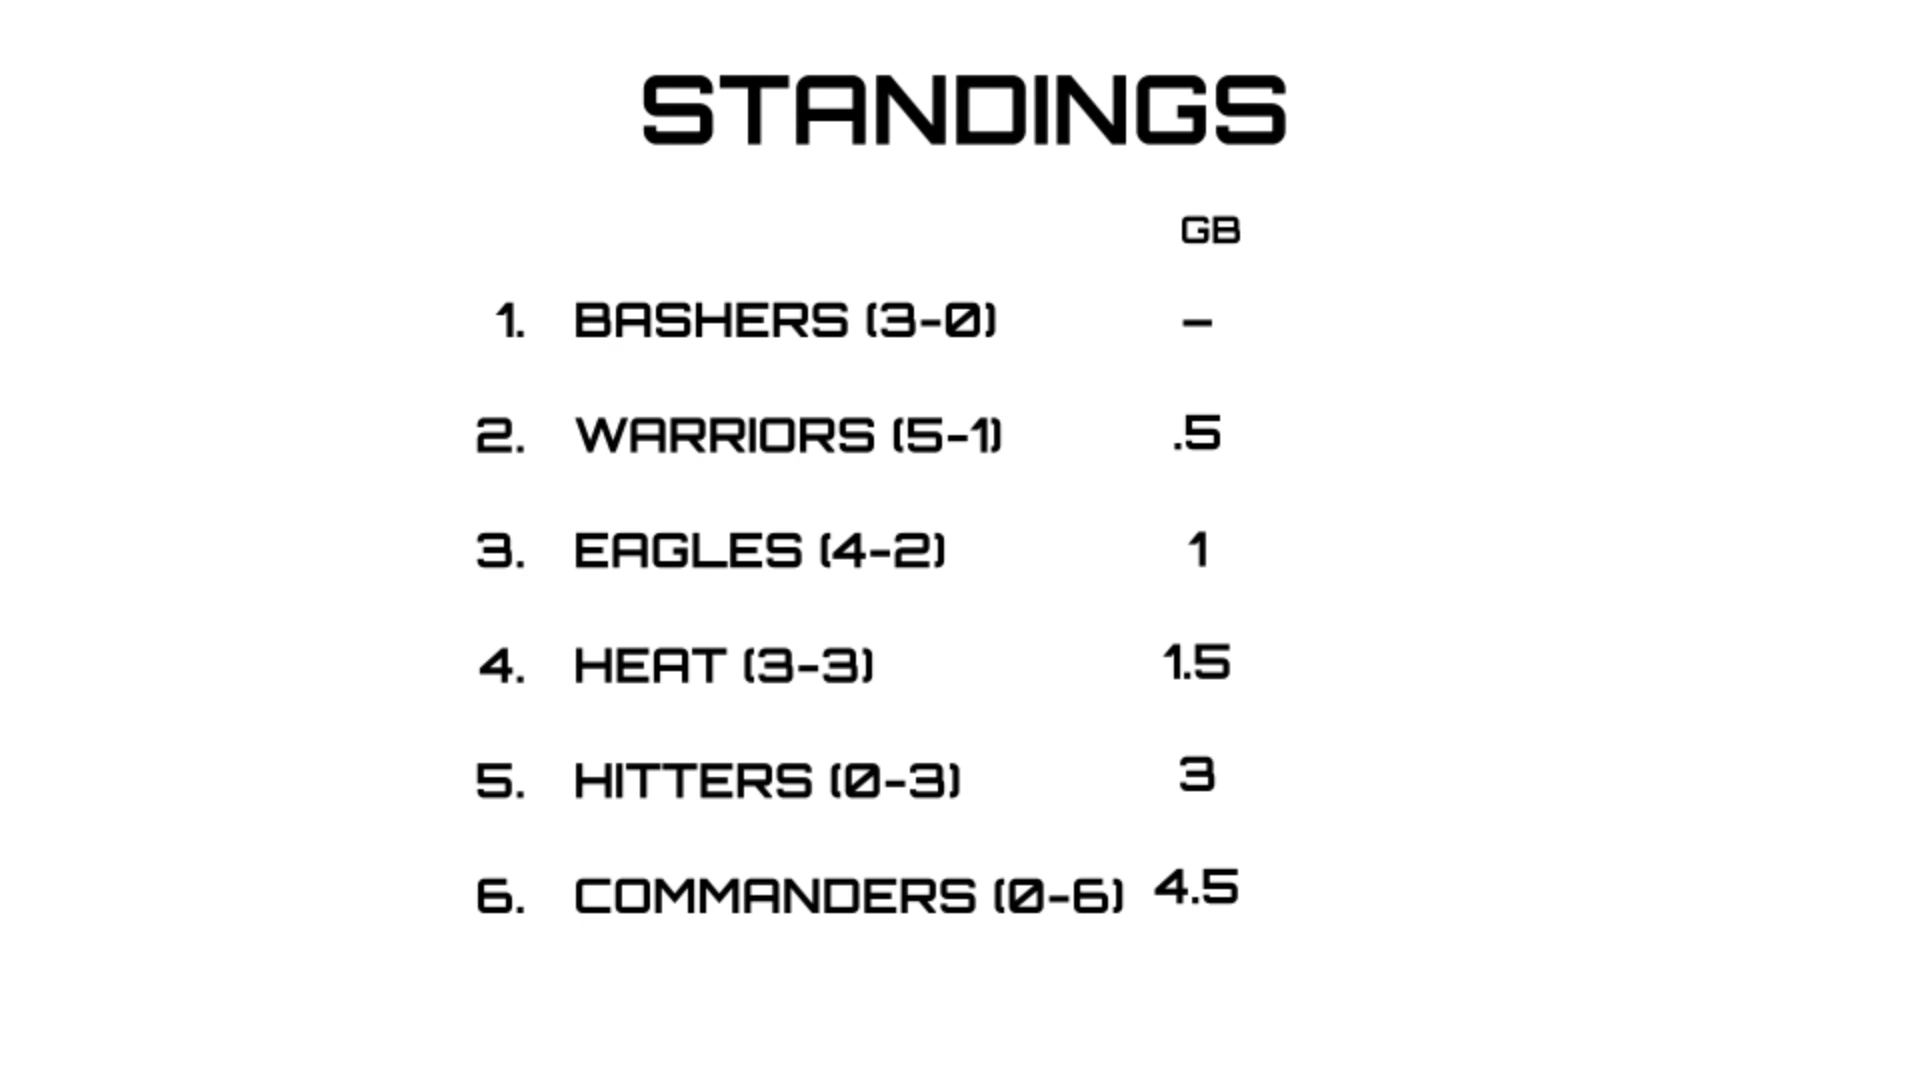 STANDINGS
GB
1. BASHERS (3-0) –
2. WARRIORS (5-1) .5
3. EAGLES (4-2) 1
4. HEAT (3-3) 1.5
5. HITTERS (0-3) 3
6. COMMANDERS (0-6) 4.5